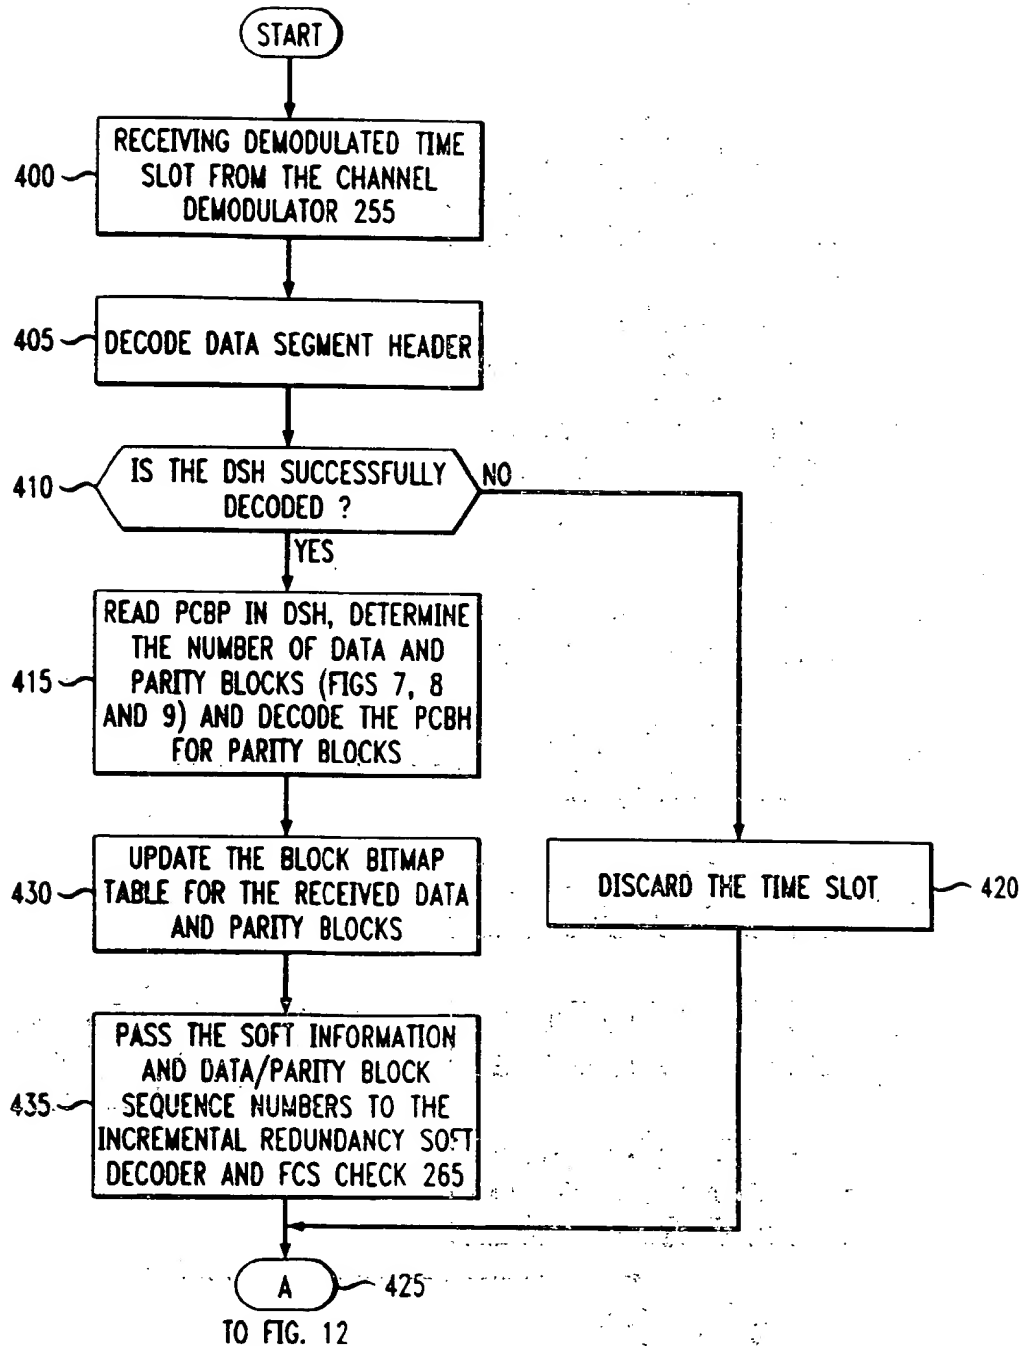 START
RECEIVING DEMODULATED TIME
SLOT FROM THE CHANNEL
DEMODULATOR 255
400
DECODE DATA SEGMENT HEADER
405
IS THE DSH SUCCESSFULLY
DECODED ?
410
NO
YES
READ PCBP IN DSH, DETERMINE
THE NUMBER OF DATA AND
PARITY BLOCKS (FIGS 7, 8
AND 9) AND DECODE THE PCBH
FOR PARITY BLOCKS
415
UPDATE THE BLOCK BITMAP
TABLE FOR THE RECEIVED DATA
AND PARITY BLOCKS
430
DISCARD THE TIME SLOT
420
PASS THE SOFT INFORMATION
AND DATA/PARITY BLOCK
SEQUENCE NUMBERS TO THE
INCREMENTAL REDUNDANCY SOFT
DECODER AND FCS CHECK 265
435
A
425
TO FIG. 12